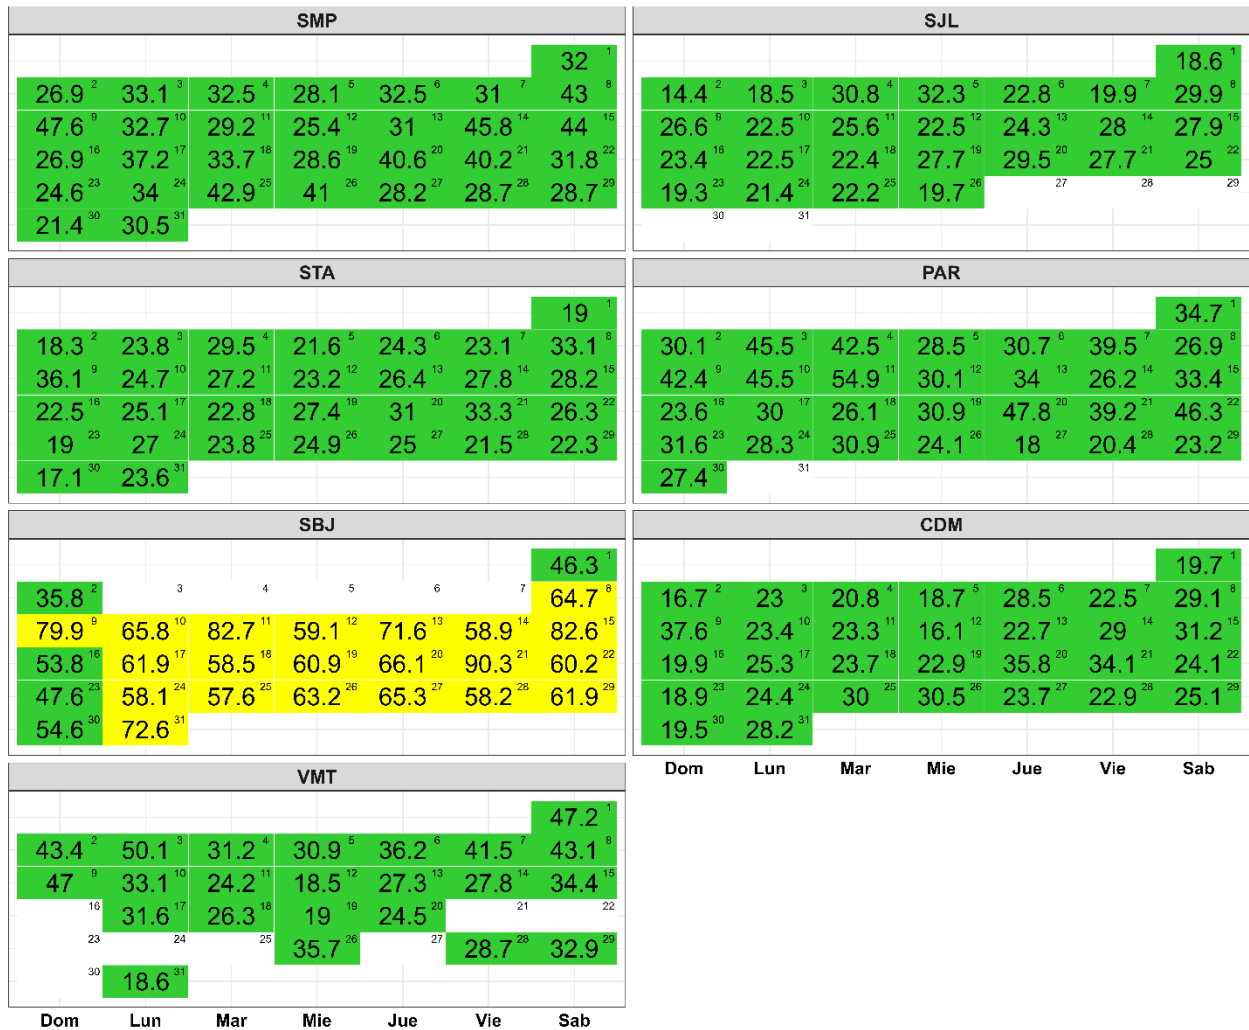 SMP
32 1
26.9 2 33.1 3 32.5 4 28.1 5 32.5 6 31 7 43 8
47.6 9 32.7 10 29.2 11 25.4 12 31 13 45.8 14 44 15
26.9 16 37.2 17 33.7 18 28.6 19 40.6 20 40.2 21 31.8 22
24.6 23 34 24 42.9 25 41 26 28.2 27 28.7 28 28.7 29
21.4 30 30.5 31
SJL
18.6 1
14.4 2 18.5 3 30.8 4 32.3 5 22.8 6 19.9 7 29.9 8
26.6 9 22.5 10 25.6 11 22.5 12 24.3 13 28 14 27.9 15
23.4 16 22.5 17 22.4 18 27.7 19 29.5 20 27.7 21 25 22
19.3 23 21.4 24 22.2 25 19.7 26 27 28 29
30 31
STA
19 1
18.3 2 23.8 3 29.5 4 21.6 5 24.3 6 23.1 7 33.1 8
36.1 9 24.7 10 27.2 11 23.2 12 26.4 13 27.8 14 28.2 15
22.5 16 25.1 17 22.8 18 27.4 19 31 20 33.3 21 26.3 22
19 23 27 24 23.8 25 24.9 26 25 27 21.5 28 22.3 29
17.1 30 23.6 31
PAR
34.7 1
30.1 2 45.5 3 42.5 4 28.5 5 30.7 6 39.5 7 26.9 8
42.4 9 45.5 10 54.9 11 30.1 12 34 13 26.2 14 33.4 15
23.6 16 30 17 26.1 18 30.9 19 47.8 20 39.2 21 46.3 22
31.6 23 28.3 24 30.9 25 24.1 26 18 27 20.4 28 23.2 29
27.4 30 31
SBJ
46.3 1
35.8 2 3 4 5 6 7 64.7 8
79.9 9 65.8 10 82.7 11 59.1 12 71.6 13 58.9 14 82.6 15
53.8 16 61.9 17 58.5 18 60.9 19 66.1 20 90.3 21 60.2 22
47.6 23 58.1 24 57.6 25 63.2 26 65.3 27 58.2 28 61.9 29
54.6 30 72.6 31
CDM
19.7 1
16.7 2 23 3 20.8 4 18.7 5 28.5 6 22.5 7 29.1 8
37.6 9 23.4 10 23.3 11 16.1 12 22.7 13 29 14 31.2 15
19.9 16 25.3 17 23.7 18 22.9 19 35.8 20 34.1 21 24.1 22
18.9 23 24.4 24 30 25 30.5 26 23.7 27 22.9 28 25.1 29
19.5 30 28.2 31
Dom Lun Mar Mie Jue Vie Sab
VMT
47.2 1
43.4 2 50.1 3 31.2 4 30.9 5 36.2 6 41.5 7 43.1 8
47 9 33.1 10 24.2 11 18.5 12 27.3 13 27.8 14 34.4 15
16 31.6 17 26.3 18 19 19 24.5 20 21 22
23 24 25 35.7 26 27 28.7 28 32.9 29
30 18.6 31
Dom Lun Mar Mie Jue Vie Sab